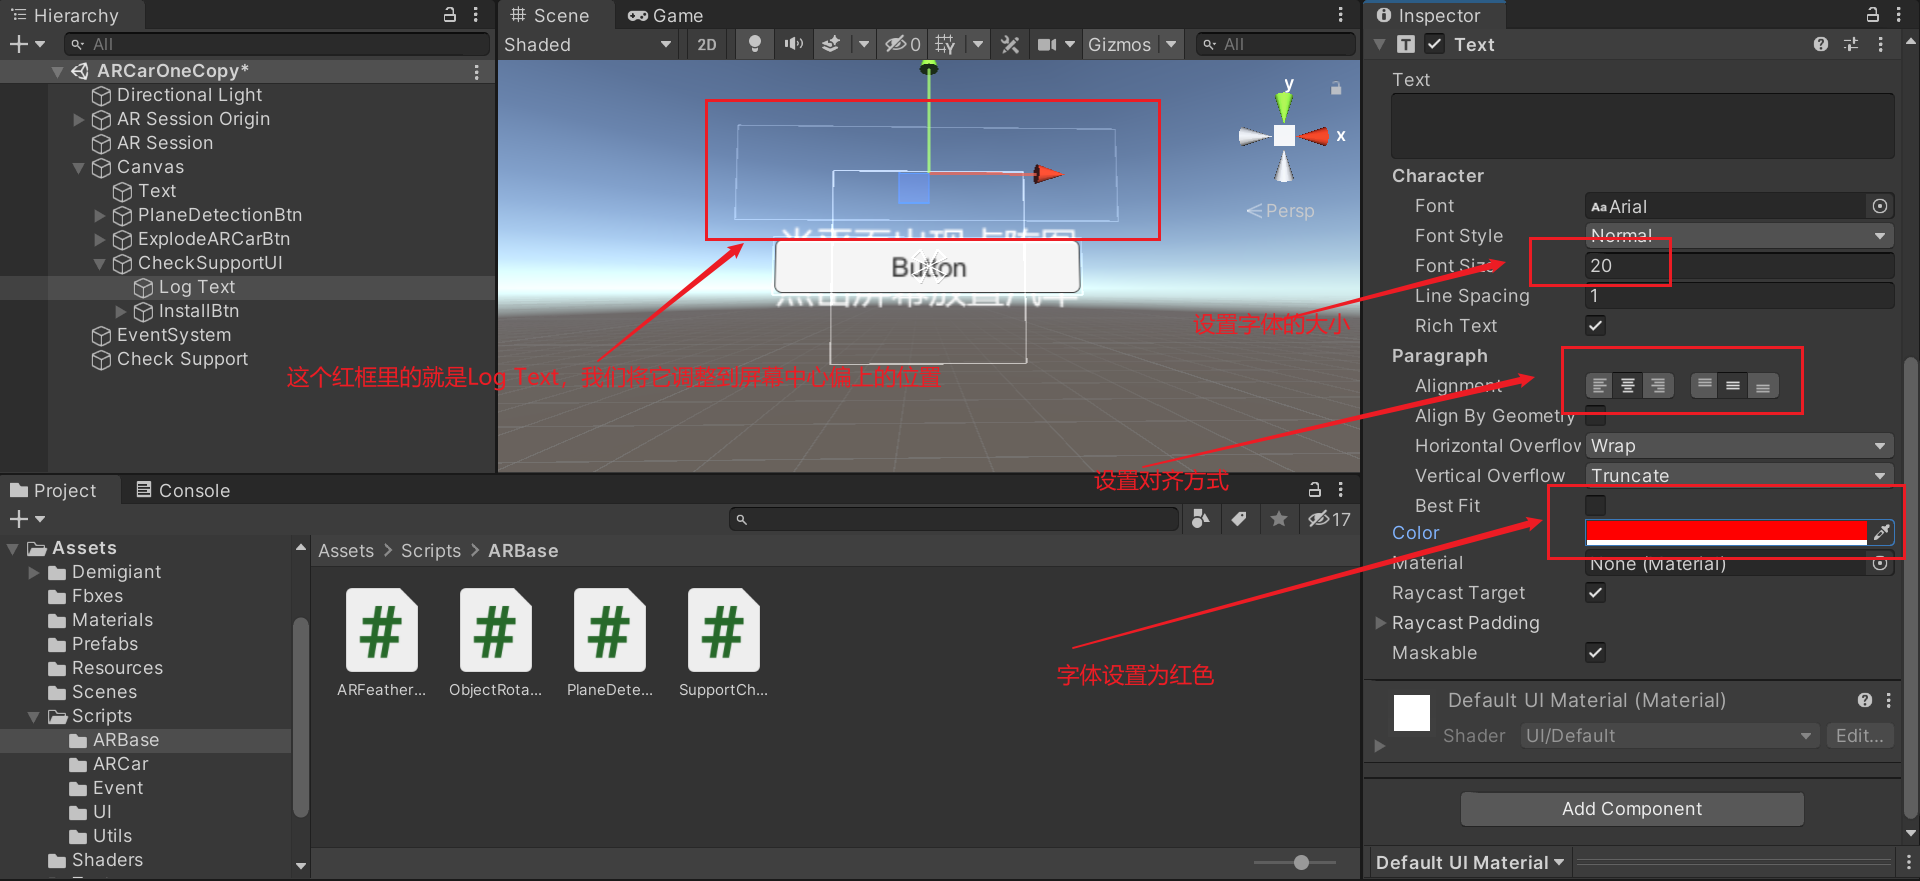 Hierarchy
All
ARCarOneCopy*
Directional Light
AR Session Origin
AR Session
Canvas
Text
PlaneDetectionBtn
ExplodeARCarBtn
CheckSupportUI
Log Text
InstallBtn
EventSystem
Check Support
Scene
Game
Shaded
2D
0
Gizmos
All
y
x
Persp
Button
点击屏幕放置汽车
这个红框里的就是Log Text，我们将它调整到屏幕中心偏上的位置
设置字体的大小
设置对齐方式
字体设置为红色
Inspector
Text
Text
Character
Font
Arial
Font Style
Normal
Font Size
20
Line Spacing
1
Rich Text
Paragraph
Alignment
Align By Geometry
Horizontal Overflow
Wrap
Vertical Overflow
Truncate
Best Fit
Color
Material
None (Material)
Raycast Target
Raycast Padding
Maskable
Default UI Material (Material)
Shader
UI/Default
Edit...
Add Component
Default UI Material
Project
Console
17
Assets
Demigiant
Fbxes
Materials
Prefabs
Resources
Scenes
Scripts
ARBase
ARCar
Event
UI
Utils
Shaders
Assets > Scripts > ARBase
ARFeather...
ObjectRota...
PlaneDete...
SupportCh...